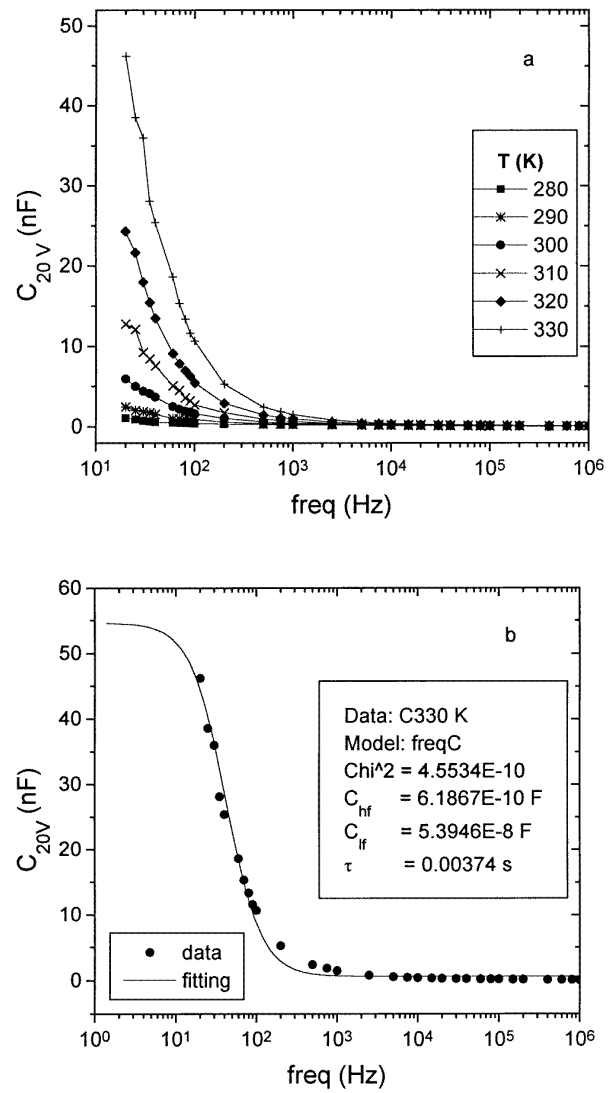 50
a
40
T (K)
280
30
290
300
C20 V (nF)
310
20
320
330
10
0
10^1 10^2 10^3 10^4 10^5 10^6
freq (Hz)
60
b
50
Data: C330 K
40
Model: freqC
Chi^2 = 4.5534E-10
30
Chf = 6.1867E-10 F
C20V (nF)
Clf = 5.3946E-8 F
20
τ = 0.00374 s
10
data
0
fitting
10^0 10^1 10^2 10^3 10^4 10^5 10^6
freq (Hz)